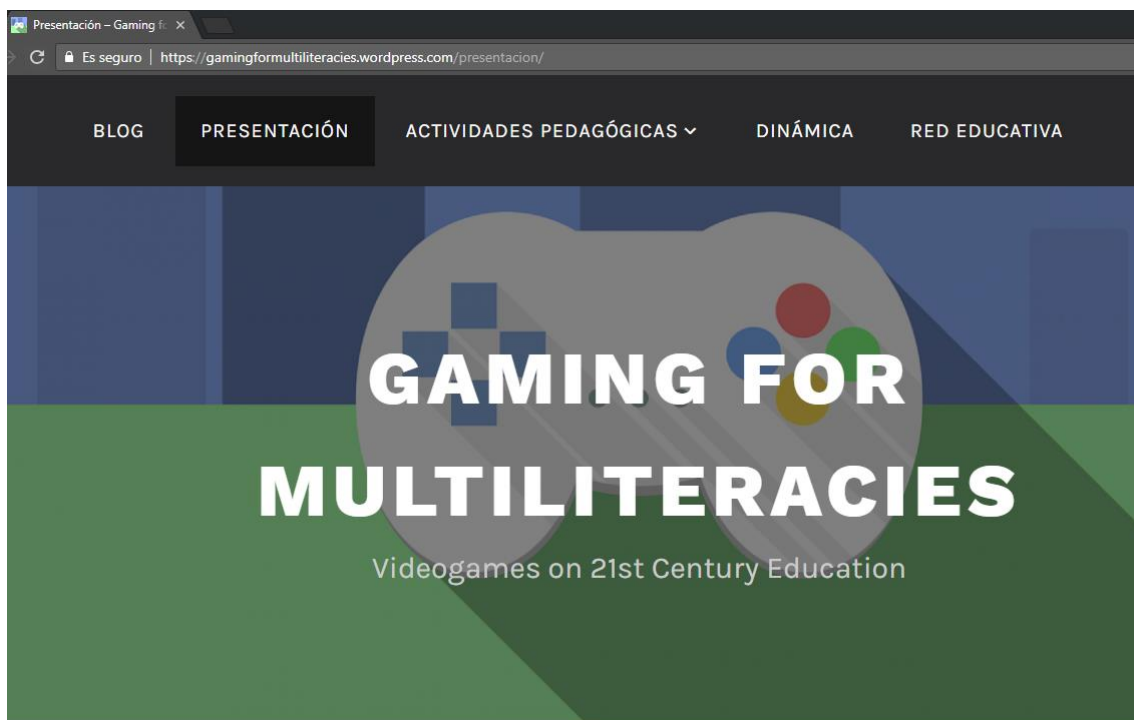 Presentación – Gaming fo
Es seguro | https://gamingformultiliteracies.wordpress.com/presentacion/
BLOG PRESENTACIÓN ACTIVIDADES PEDAGÓGICAS DINÁMICA RED EDUCATIVA
GAMING FOR
MULTILITERACIES
Videogames on 21st Century Education